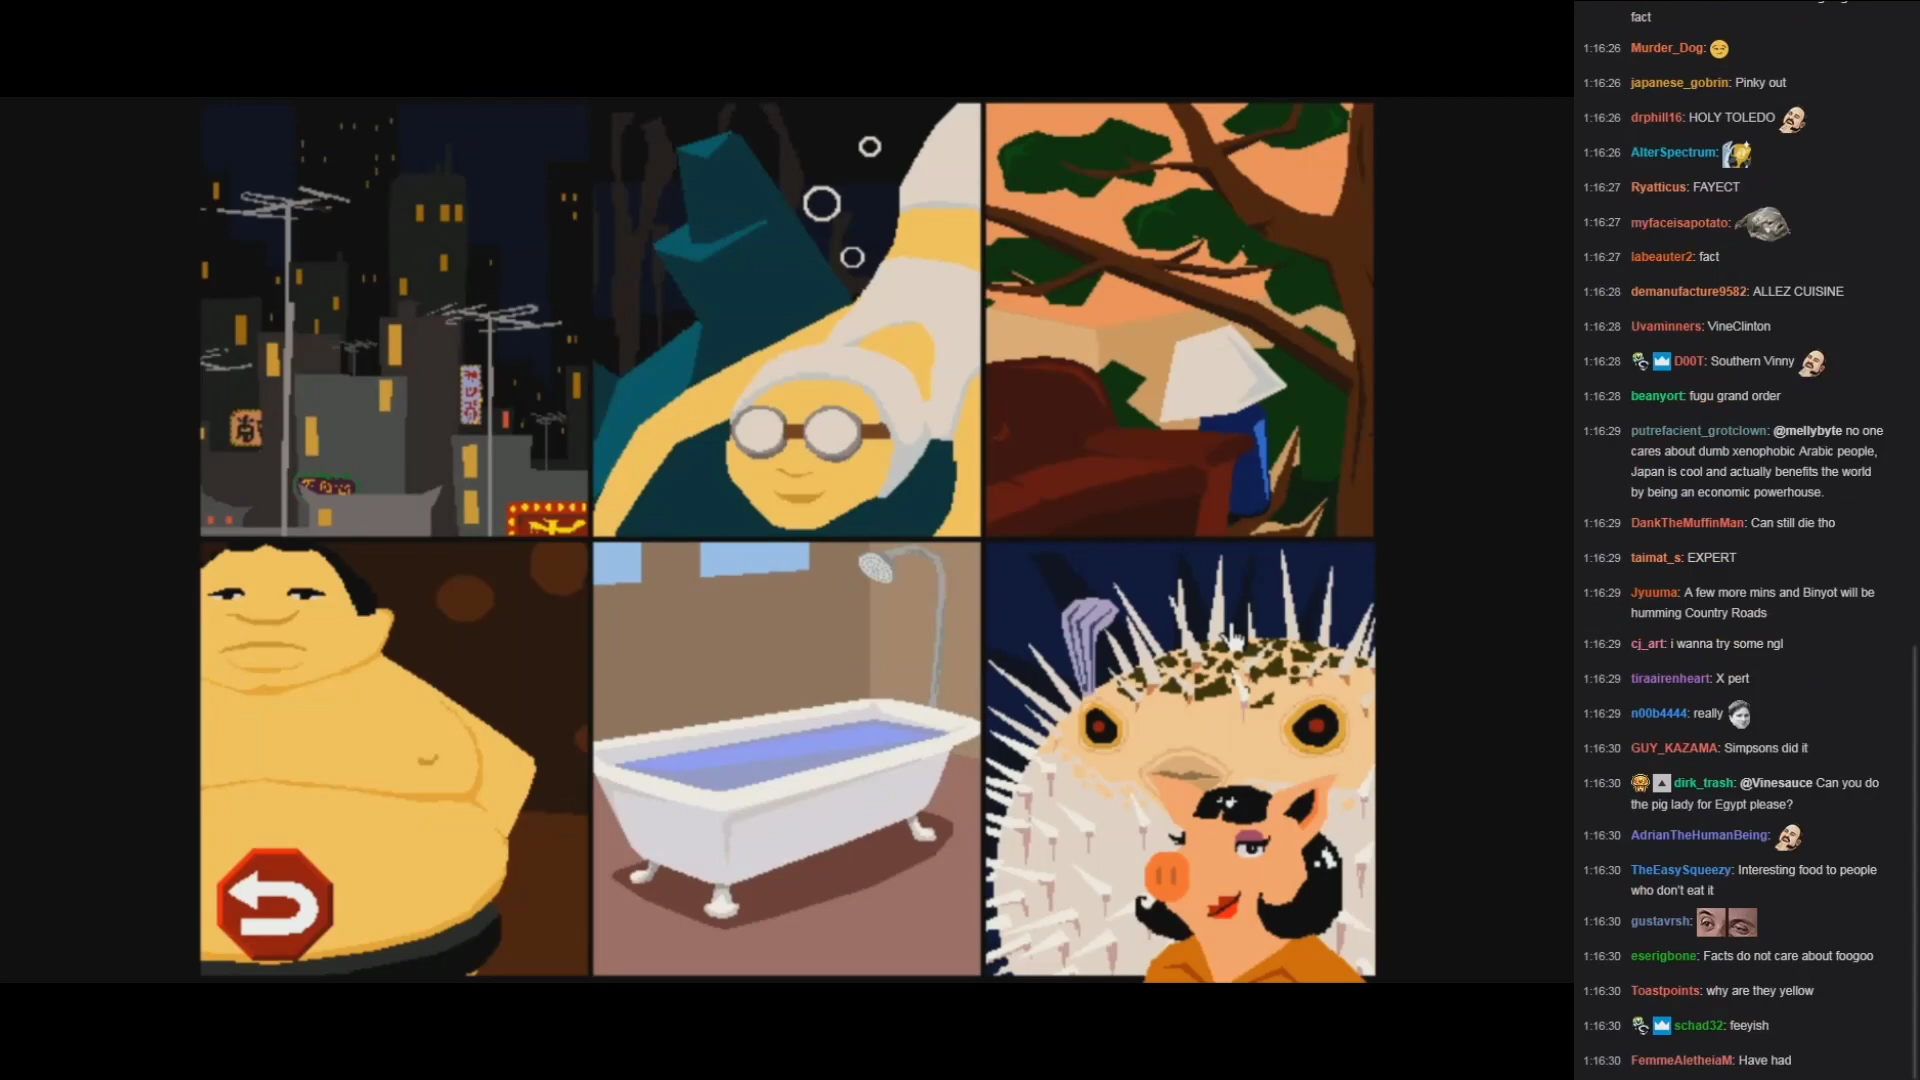 fact
1:16:26 Murder_Dog:
1:16:26 japanese_gobrin: Pinky out
1:16:26 drphill16: HOLY TOLEDO
1:16:26 AlterSpectrum:
1:16:27 Ryatticus: FAYECT
1:16:27 myfaceisapotato:
1:16:27 labeauter2: fact
1:16:28 demanufacture9582: ALLEZ CUISINE
1:16:28 Uvaminners: VineClinton
1:16:28 D00T: Southern Vinny
1:16:28 beanyort: fugu grand order
1:16:29 putrefacient_grotclown: @mellybyte no one
cares about dumb xenophobic Arabic people,
Japan is cool and actually benefits the world
by being an economic powerhouse.
1:16:29 DankTheMuffinMan: Can still die tho
1:16:29 taimat_s: EXPERT
1:16:29 Jyuuma: A few more mins and Binyot will be
humming Country Roads
1:16:29 cj_art: i wanna try some ngl
1:16:29 tiraairenheart: X pert
1:16:29 n00b4444: really
1:16:30 GUY_KAZAMA: Simpsons did it
1:16:30 dirk_trash: @Vinesauce Can you do
the pig lady for Egypt please?
1:16:30 AdrianTheHumanBeing:
1:16:30 TheEasySqueezy: Interesting food to people
who don't eat it
1:16:30 gustavrsh:
1:16:30 eserigbone: Facts do not care about foogoo
1:16:30 Toastpoints: why are they yellow
1:16:30 schad32: feeyish
1:16:30 FemmeAletheiaM: Have had